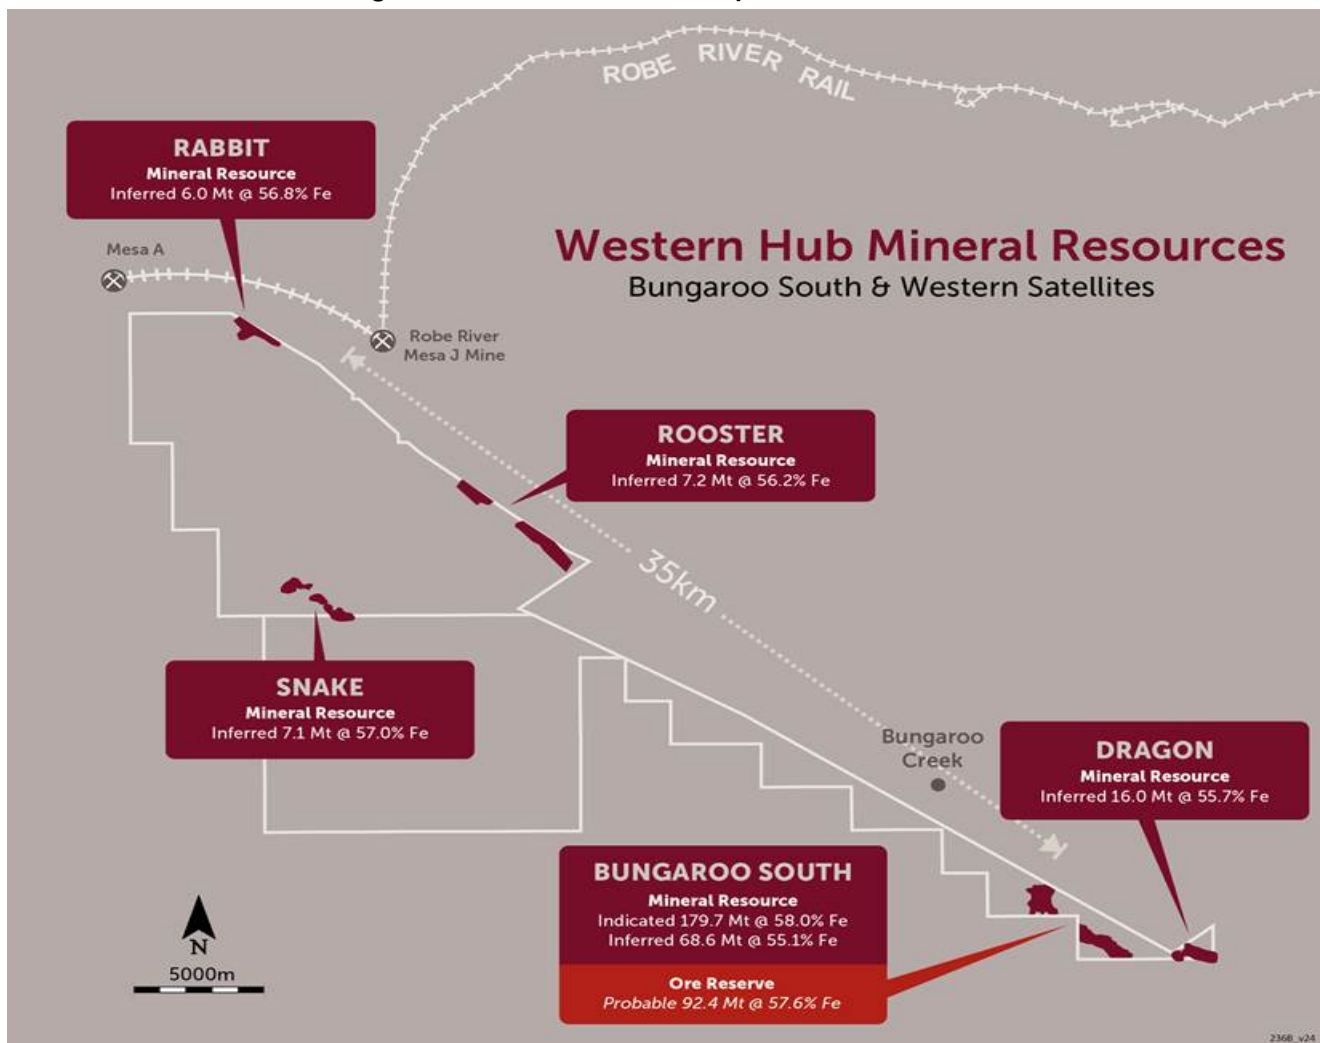 ROBE RIVER RAIL
RABBIT
Mineral Resource
Inferred 6.0 Mt @ 56.8% Fe
Mesa A
Western Hub Mineral Resources
Bungaroo South & Western Satellites
Robe River
Mesa J Mine
ROOSTER
Mineral Resource
Inferred 7.2 Mt @ 56.2% Fe
35km
SNAKE
Mineral Resource
Inferred 7.1 Mt @ 57.0% Fe
Bungaroo
Creek
DRAGON
Mineral Resource
Inferred 16.0 Mt @ 55.7% Fe
BUNGAROO SOUTH
Mineral Resource
Indicated 179.7 Mt @ 58.0% Fe
Inferred 68.6 Mt @ 55.1% Fe
Ore Reserve
Probable 92.4 Mt @ 57.6% Fe
N
5000m
236B_v24